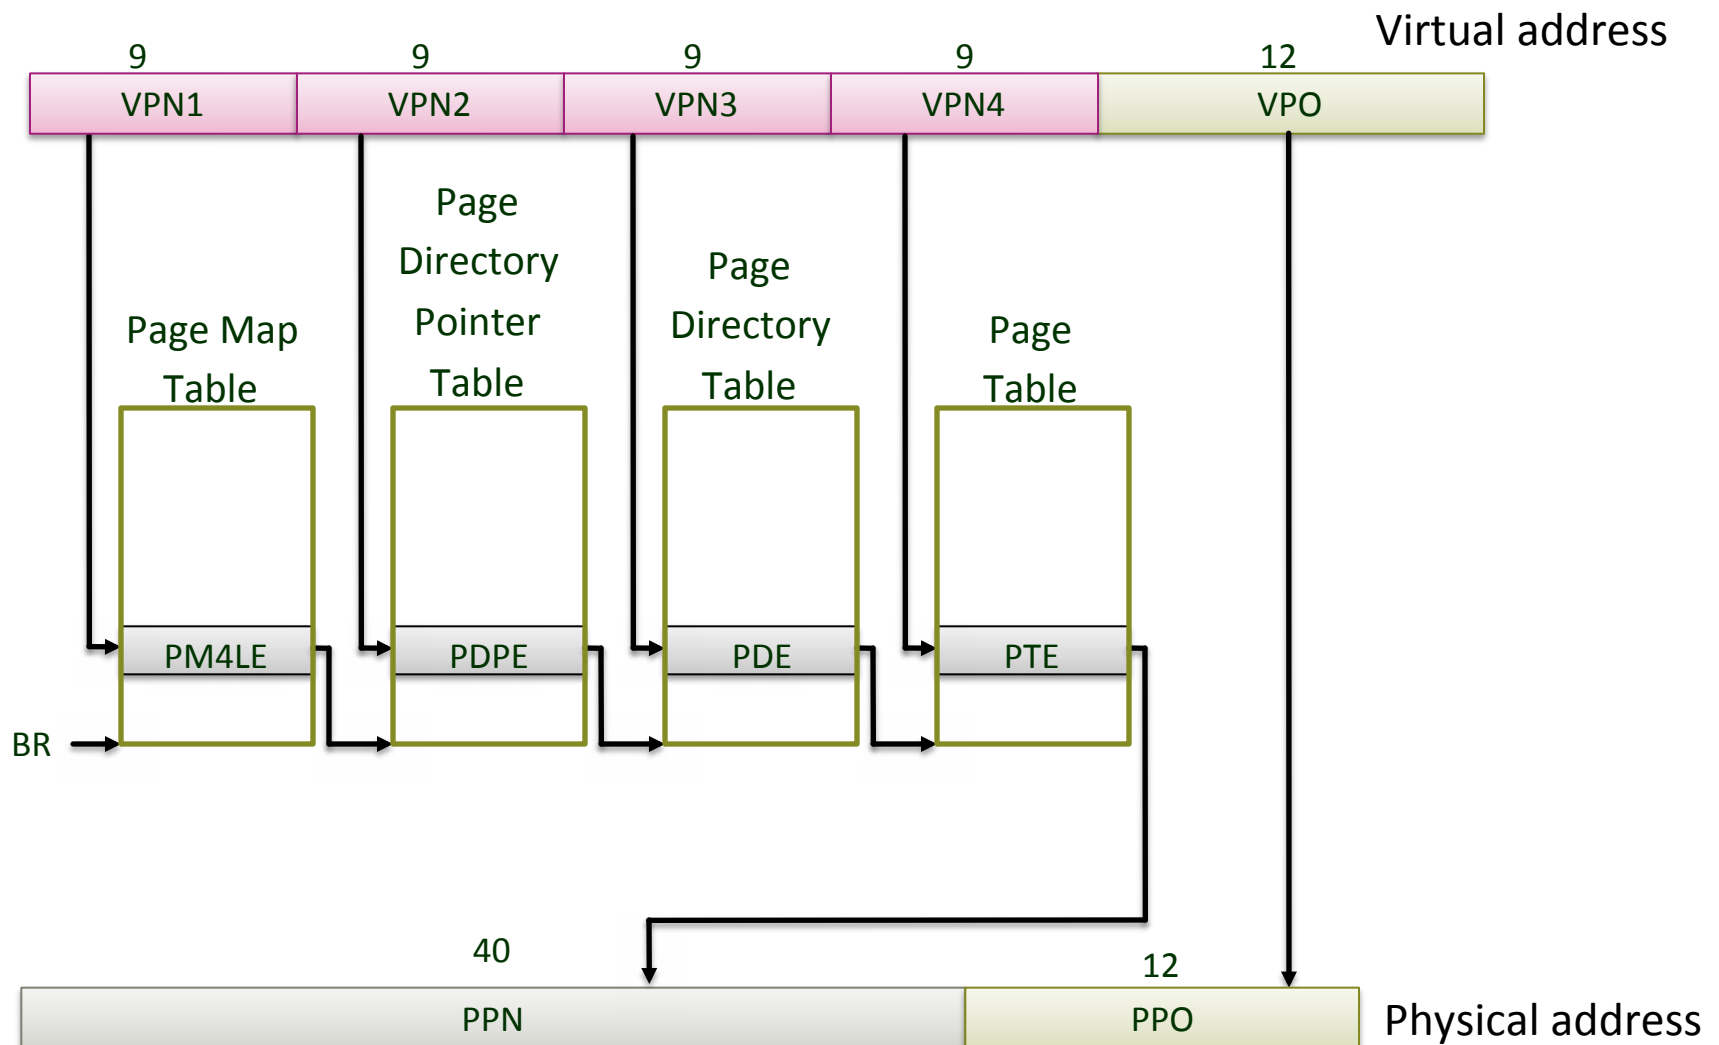 Virtual address
9 9 9 9 12
VPN1 VPN2 VPN3 VPN4 VPO
Page Map
Table
Page
Directory
Pointer
Table
Page
Directory
Table
Page
Table
PM4LE PDPE PDE PTE
BR
40 12
PPN PPO Physical address